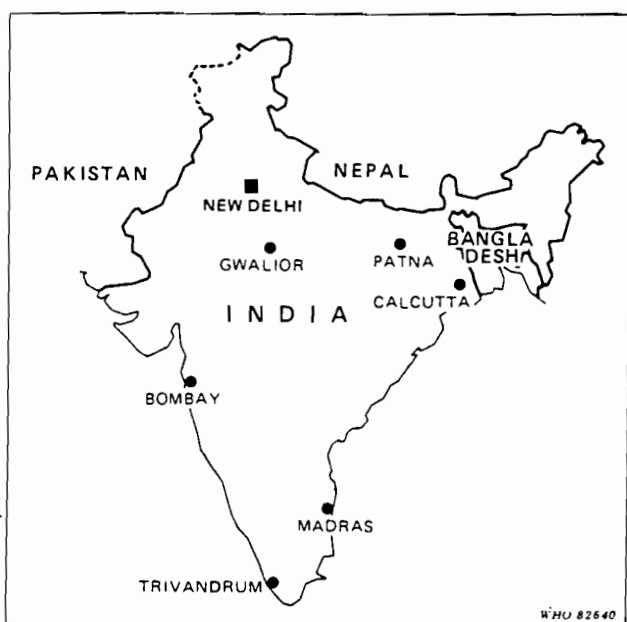 PAKISTAN
NEPAL
NEW DELHI
BANGLA
DESH
GWALIOR
PATNA
CALCUTTA
INDIA
BOMBAY
MADRAS
TRIVANDRUM
WHO 82640